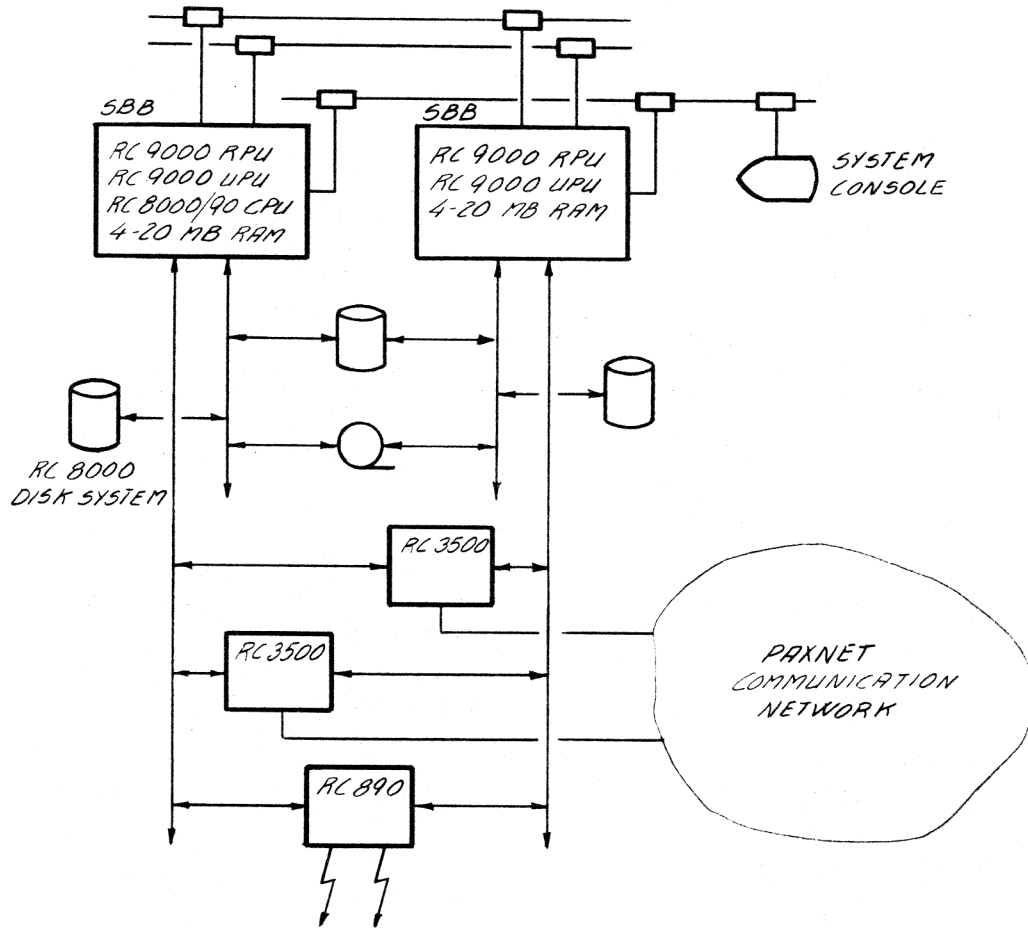 SBB
RC 9000 RPU
RC 9000 UPU
RC 8000/90 CPU
4-20 MB RAM
SBB
RC 9000 RPU
RC 9000 UPU
4-20 MB RAM
SYSTEM
CONSOLE
RC 8000
DISK SYSTEM
RC 3500
RC 3500
PAXNET
COMMUNICATION
NETWORK
RC 890